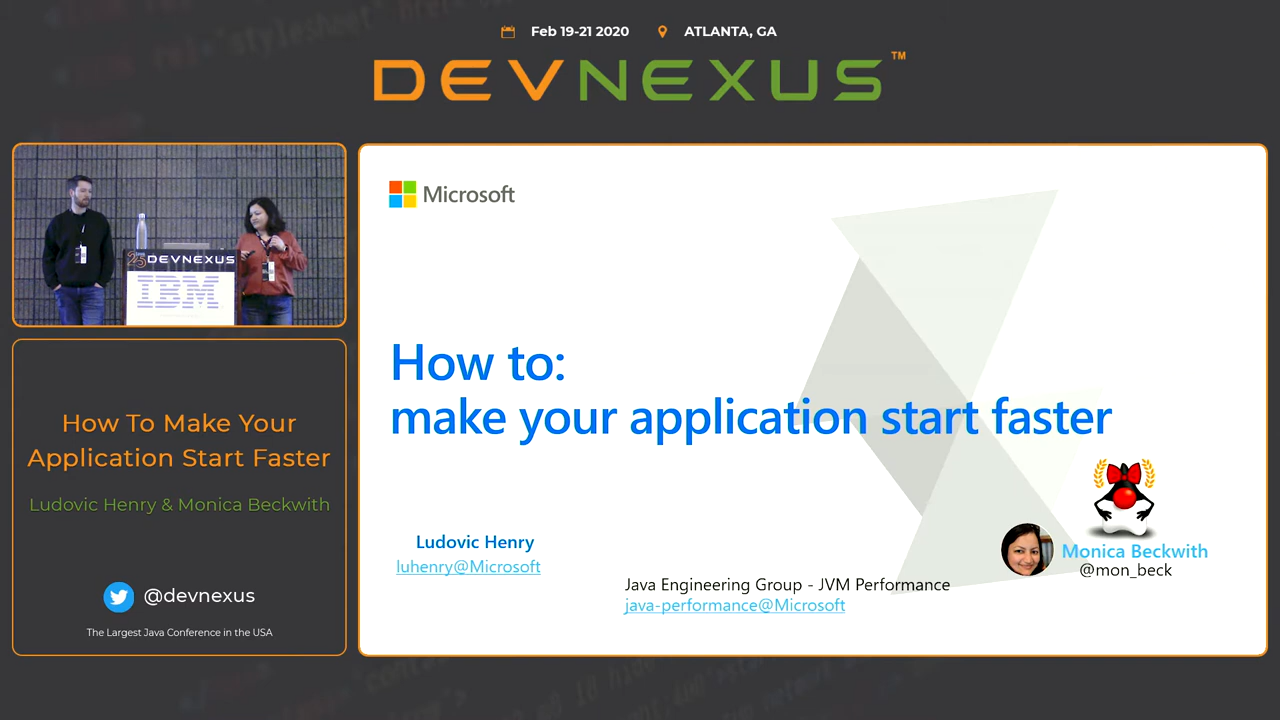 Feb 19-21 2020 ATLANTA, GA
DEVNEXUS™
25 DEVNEXUS
IBM
How To Make Your
Application Start Faster
Ludovic Henry & Monica Beckwith
@devnexus
The Largest Java Conference in the USA
Microsoft
How to:
make your application start faster
Ludovic Henry
luhenry@Microsoft
Java Engineering Group - JVM Performance
java-performance@Microsoft
Monica Beckwith
@mon_beck